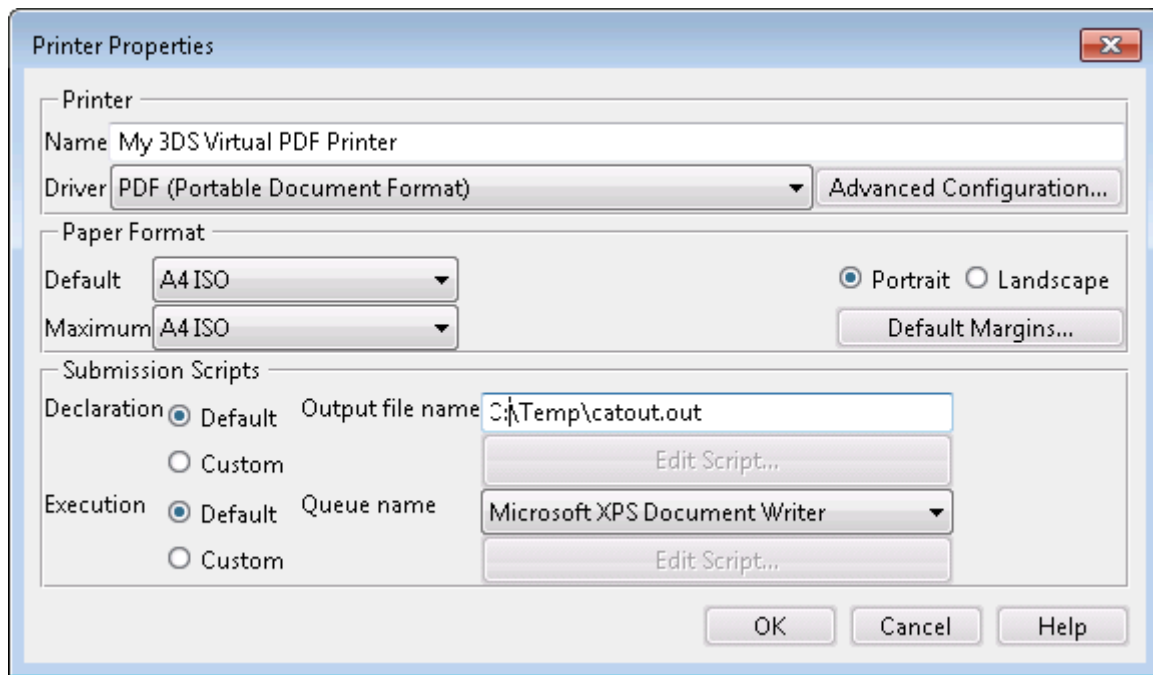 Printer Properties
Printer
Name My 3DS Virtual PDF Printer
Driver PDF (Portable Document Format) Advanced Configuration...
Paper Format
Default A4 ISO Portrait Landscape
Maximum A4 ISO Default Margins...
Submission Scripts
Declaration Default Output file name C:\Temp\catout.out
Custom Edit Script...
Execution Default Queue name Microsoft XPS Document Writer
Custom Edit Script...
OK Cancel Help